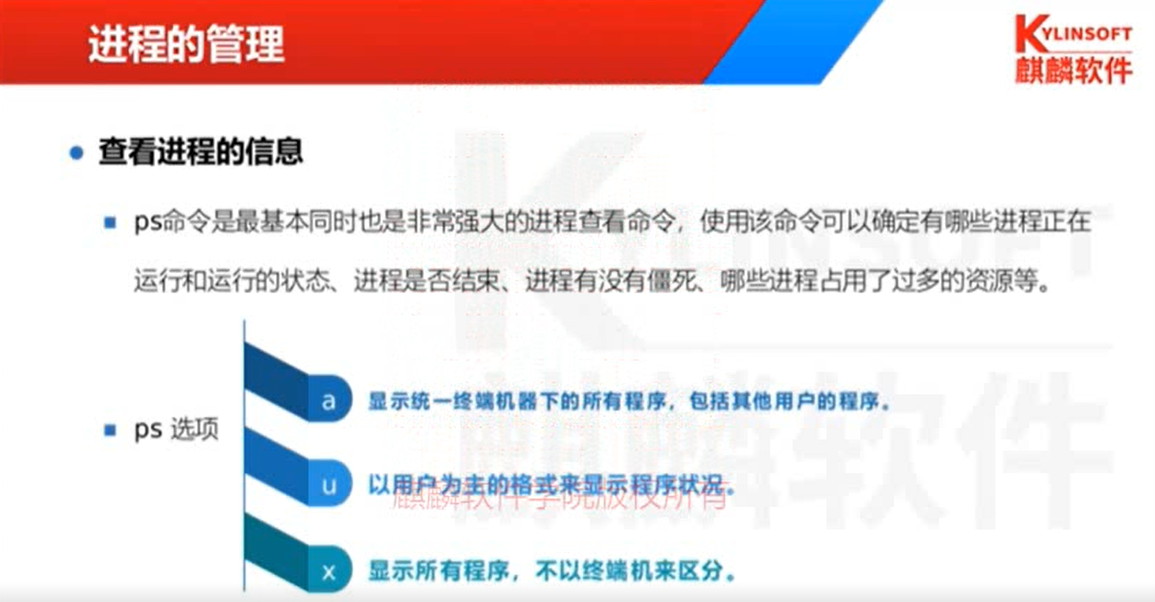 进程的管理
KYLINSOFT
麒麟软件
查看进程的信息
ps命令是最基本同时也是非常强大的进程查看命令，使用该命令可以确定有哪些进程正在
运行和运行的状态、进程是否结束、进程有没有僵死、哪些进程占用了过多的资源等。
ps 选项
a 显示统一终端机器下的所有程序，包括其他用户的程序。
u 以用户为主的格式来显示程序状况。
麒麟软件学院版权所有
x 显示所有程序，不以终端机来区分。
KYLINSOFT
麒麟软件